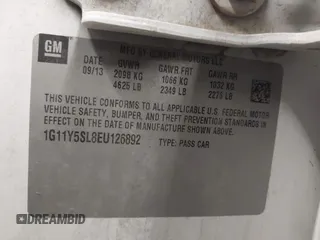 GM
MFD BY GENERAL MOTORS LLC
DATE GVWR GAWR FRT GAWR RR
09/13 2098 KG 1066 KG 1032 KG
4625 LB 2349 LB 2275 LB
THIS VEHICLE CONFORMS TO ALL APPLICABLE U.S. FEDERAL MOTOR
VEHICLE SAFETY, BUMPER, AND THEFT PREVENTION STANDARDS IN EFFECT ON
THE DATE OF MANUFACTURE SHOWN ABOVE.
1G11Y5SL8EU126892 TYPE: PASS CAR
autobidcar